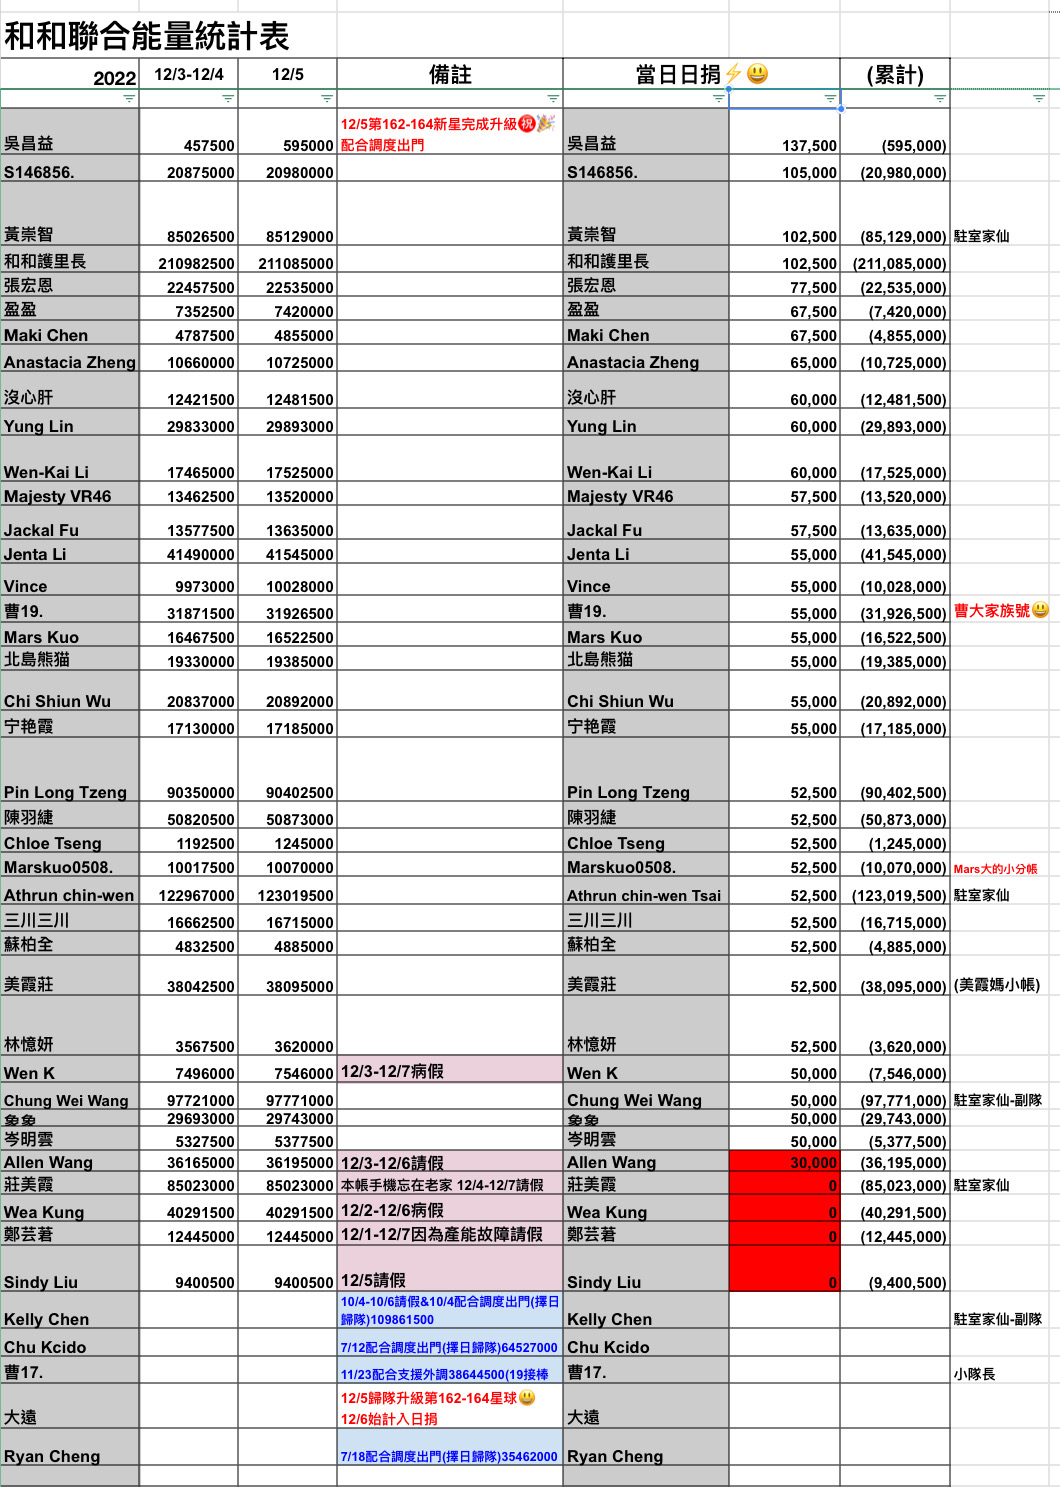 和和聯合能量統計表
2022 12/3-12/4 12/5 備註 當日日捐⚡😃 (累計)
12/5第162-164新星完成升級㊗️🎉
吳昌益 457500 595000 配合調度出門 吳昌益 137,500 (595,000)
S146856. 20875000 20980000 S146856. 105,000 (20,980,000)
黃崇智 85026500 85129000 黃崇智 102,500 (85,129,000) 駐室家仙
和和護里長 210982500 211085000 和和護里長 102,500 (211,085,000)
張宏恩 22457500 22535000 張宏恩 77,500 (22,535,000)
盈盈 7352500 7420000 盈盈 67,500 (7,420,000)
Maki Chen 4787500 4855000 Maki Chen 67,500 (4,855,000)
Anastacia Zheng 10660000 10725000 Anastacia Zheng 65,000 (10,725,000)
沒心肝 12421500 12481500 沒心肝 60,000 (12,481,500)
Yung Lin 29833000 29893000 Yung Lin 60,000 (29,893,000)
Wen-Kai Li 17465000 17525000 Wen-Kai Li 60,000 (17,525,000)
Majesty VR46 13462500 13520000 Majesty VR46 57,500 (13,520,000)
Jackal Fu 13577500 13635000 Jackal Fu 57,500 (13,635,000)
Jenta Li 41490000 41545000 Jenta Li 55,000 (41,545,000)
Vince 9973000 10028000 Vince 55,000 (10,028,000)
曹19. 31871500 31926500 曹19. 55,000 (31,926,500) 曹大家族號😃
Mars Kuo 16467500 16522500 Mars Kuo 55,000 (16,522,500)
北島熊猫 19330000 19385000 北島熊猫 55,000 (19,385,000)
Chi Shiun Wu 20837000 20892000 Chi Shiun Wu 55,000 (20,892,000)
宁艳霞 17130000 17185000 宁艳霞 55,000 (17,185,000)
Pin Long Tzeng 90350000 90402500 Pin Long Tzeng 52,500 (90,402,500)
陳羽緁 50820500 50873000 陳羽緁 52,500 (50,873,000)
Chloe Tseng 1192500 1245000 Chloe Tseng 52,500 (1,245,000)
Marskuo0508. 10017500 10070000 Marskuo0508. 52,500 (10,070,000) Mars大的小分帳
Athrun chin-wen 122967000 123019500 Athrun chin-wen Tsai 52,500 (123,019,500) 駐室家仙
三川三川 16662500 16715000 三川三川 52,500 (16,715,000)
蘇柏全 4832500 4885000 蘇柏全 52,500 (4,885,000)
美霞莊 38042500 38095000 美霞莊 52,500 (38,095,000) (美霞媽小帳)
林憶妍 3567500 3620000 林憶妍 52,500 (3,620,000)
Wen K 7496000 7546000 12/3-12/7病假 Wen K 50,000 (7,546,000)
Chung Wei Wang 97721000 97771000 Chung Wei Wang 50,000 (97,771,000) 駐室家仙-副隊
象象 29693000 29743000 象象 50,000 (29,743,000)
岑明雲 5327500 5377500 岑明雲 50,000 (5,377,500)
Allen Wang 36165000 36195000 12/3-12/6請假 Allen Wang 30,000 (36,195,000)
莊美霞 85023000 85023000 本帳手機忘在老家 12/4-12/7請假 莊美霞 0 (85,023,000) 駐室家仙
Wea Kung 40291500 40291500 12/2-12/6病假 Wea Kung 0 (40,291,500)
鄭芸著 12445000 12445000 12/1-12/7因為產能故障請假 鄭芸著 0 (12,445,000)
Sindy Liu 9400500 9400500 12/5請假 Sindy Liu 0 (9,400,500)
10/4-10/6請假&10/4配合調度出門(擇日
Kelly Chen 歸隊)109861500 Kelly Chen 駐室家仙-副隊
Chu Kcido 7/12配合調度出門(擇日歸隊)64527000 Chu Kcido
曹17. 11/23配合支援外調38644500(19接棒 曹17. 小隊長
12/5歸隊升級第162-164星球😃
大遠 12/6始計入日捐 大遠
Ryan Cheng 7/18配合調度出門(擇日歸隊)35462000 Ryan Cheng